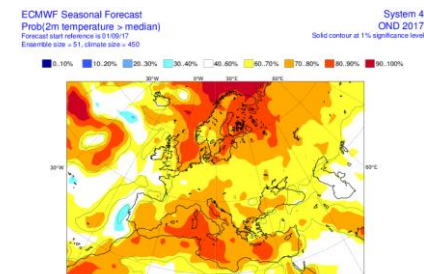 ECMWF Seasonal Forecast
System 4
Prob(2m temperature > median)
OND 2017
Forecast start reference is 01/09/17
Solid contour at 1% significance level
Ensemble size = 51, climate size = 450
0..10% 10..20% 20..30% 30..40% 40..60% 60..70% 70..80% 80..90% 90..100%
30°W 0°W 30°E 60°E
30°W 60°E